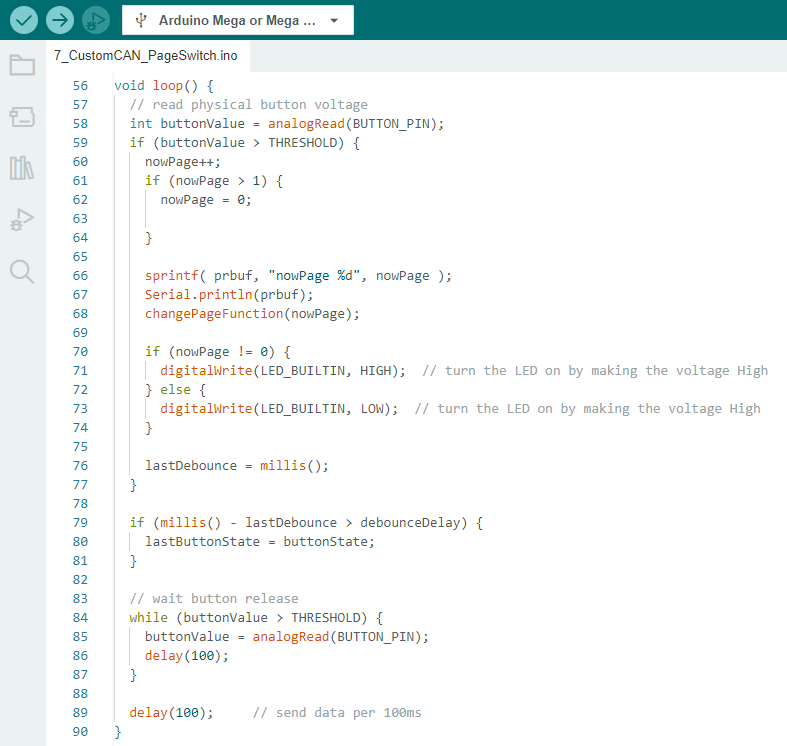 Arduino Mega or Mega ...
7_CustomCAN_PageSwitch.ino
56 void loop() {
57 // read physical button voltage
58 int buttonValue = analogRead(BUTTON_PIN);
59 if (buttonValue > THRESHOLD) {
60 nowPage++;
61 if (nowPage > 1) {
62 nowPage = 0;
63
64 }
65
66 sprintf( prbuf, "nowPage %d", nowPage );
67 Serial.println(prbuf);
68 changePageFunction(nowPage);
69
70 if (nowPage != 0) {
71 digitalWrite(LED_BUILTIN, HIGH);  // turn the LED on by making the voltage High
72 } else {
73 digitalWrite(LED_BUILTIN, LOW);  // turn the LED on by making the voltage High
74 }
75
76 lastDebounce = millis();
77 }
78
79 if (millis() - lastDebounce > debounceDelay) {
80 lastButtonState = buttonState;
81 }
82
83 // wait button release
84 while (buttonValue > THRESHOLD) {
85 buttonValue = analogRead(BUTTON_PIN);
86 delay(100);
87 }
88
89 delay(100);     // send data per 100ms
90 }